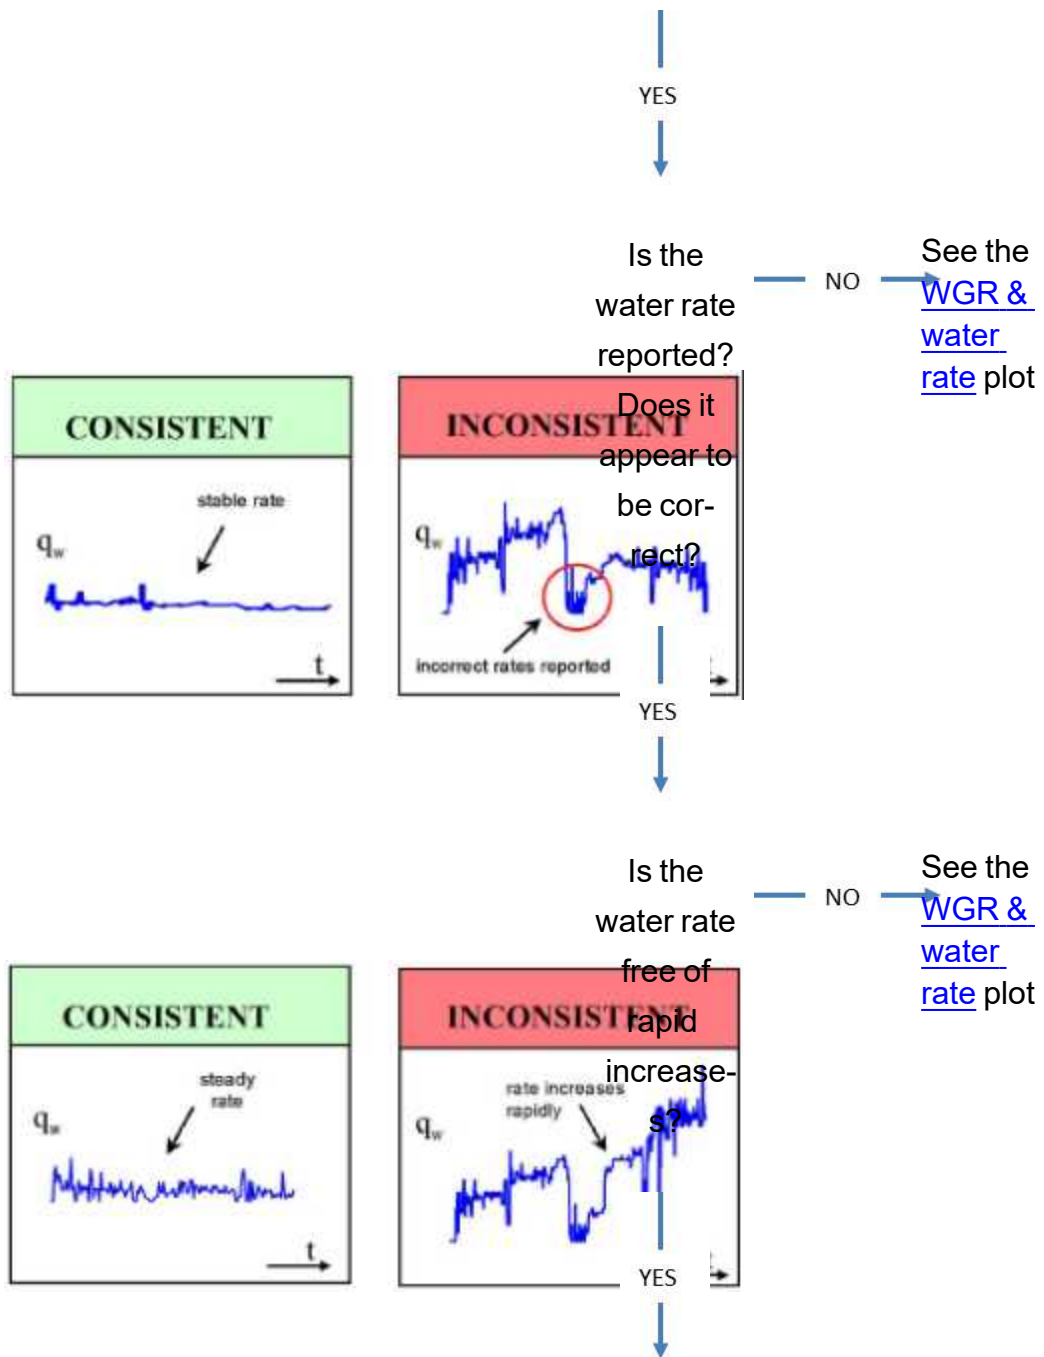 YES
Is the
water rate
reported?
Does it
appear to
be cor-
rect?
NO
See the
WGR &
water
rate plot
CONSISTENT
stable rate
qw
t
INCONSISTENT
qw
incorrect rates reported
YES
Is the
water rate
free of
rapid
increase-
s?
NO
See the
WGR &
water
rate plot
CONSISTENT
steady
rate
qw
t
INCONSISTENT
rate increases
rapidly
qw
YES